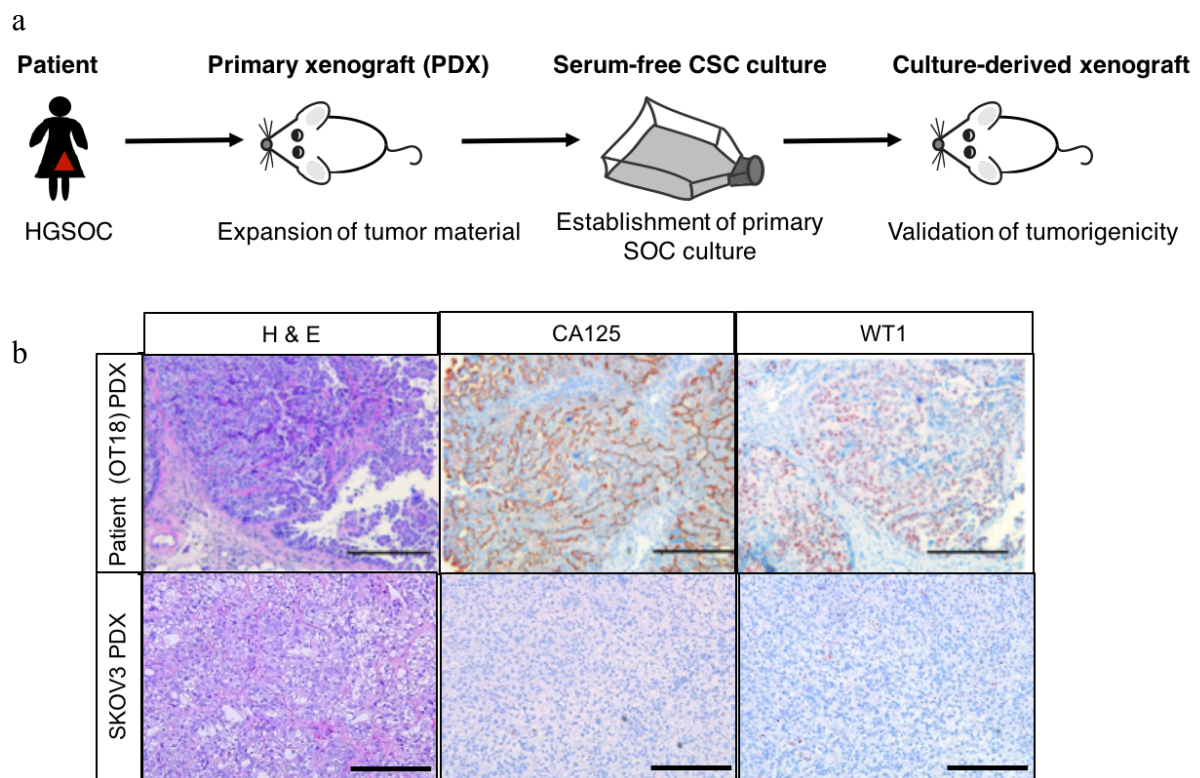 a
Patient
Primary xenograft (PDX)
Serum-free CSC culture
Culture-derived xenograft
HGSOC
Expansion of tumor material
Establishment of primary
SOC culture
Validation of tumorigenicity
b
H & E
CA125
WT1
Patient (OT18) PDX
SKOV3 PDX